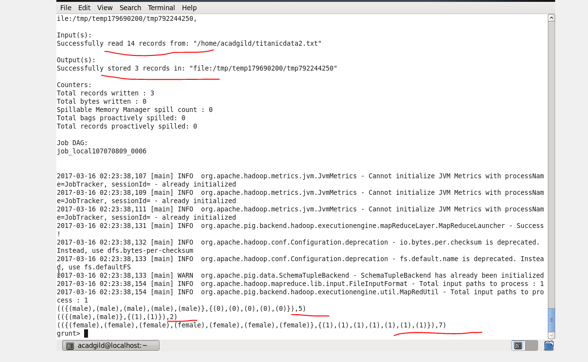 File Edit View Search Terminal Help
ile:/tmp/temp179690200/tmp792244250,
Input(s):
Successfully read 14 records from: "/home/acadgild/titanicdata2.txt"
Output(s):
Successfully stored 3 records in: "file:/tmp/temp179690200/tmp792244250"
Counters:
Total records written : 3
Total bytes written : 0
Spillable Memory Manager spill count : 0
Total bags proactively spilled: 0
Total records proactively spilled: 0
Job DAG:
job_local107070809_0006
2017-03-16 02:23:38,107 [main] INFO  org.apache.hadoop.metrics.jvm.JvmMetrics - Cannot initialize JVM Metrics with processNam
e=JobTracker, sessionId= - already initialized
2017-03-16 02:23:38,109 [main] INFO  org.apache.hadoop.metrics.jvm.JvmMetrics - Cannot initialize JVM Metrics with processNam
e=JobTracker, sessionId= - already initialized
2017-03-16 02:23:38,111 [main] INFO  org.apache.hadoop.metrics.jvm.JvmMetrics - Cannot initialize JVM Metrics with processNam
e=JobTracker, sessionId= - already initialized
2017-03-16 02:23:38,131 [main] INFO  org.apache.pig.backend.hadoop.executionengine.mapReduceLayer.MapReduceLauncher - Success
!
2017-03-16 02:23:38,132 [main] INFO  org.apache.hadoop.conf.Configuration.deprecation - io.bytes.per.checksum is deprecated.
Instead, use dfs.bytes-per-checksum
2017-03-16 02:23:38,133 [main] INFO  org.apache.hadoop.conf.Configuration.deprecation - fs.default.name is deprecated. Instea
d, use fs.defaultFS
2017-03-16 02:23:38,133 [main] WARN  org.apache.pig.data.SchemaTupleBackend - SchemaTupleBackend has already been initialized
2017-03-16 02:23:38,154 [main] INFO  org.apache.hadoop.mapreduce.lib.input.FileInputFormat - Total input paths to process : 1
2017-03-16 02:23:38,154 [main] INFO  org.apache.pig.backend.hadoop.executionengine.util.MapRedUtil - Total input paths to pro
cess : 1
(({(male),(male),(male),(male),(male)},{(0),(0),(0),(0),(0)}),5)
(({(male),(male)},{(1),(1)}),2)
(({(female),(female),(female),(female),(female),(female),(female)},{(1),(1),(1),(1),(1),(1),(1)}),7)
grunt>
acadgild@localhost:~